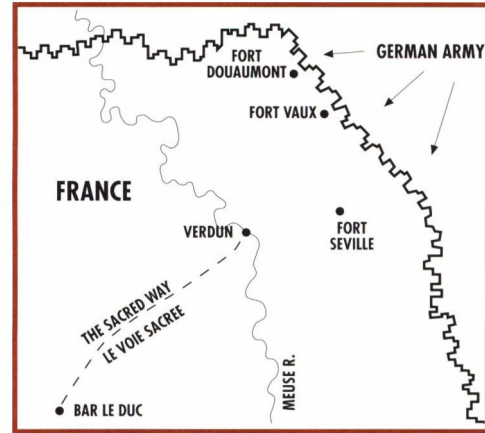 FORT
DOUAUMONT
GERMAN ARMY
FORT VAUX
FRANCE
VERDUN
FORT
SEVILLE
THE SACRED WAY
LE VOIE SACREE
MEUSE R.
BAR LE DUC